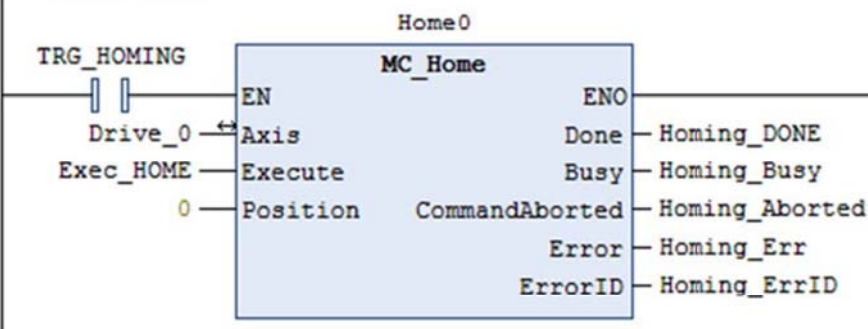 Home0
TRG_HOMING
MC_Home
EN ENO
Drive_0 Axis Done Homing_DONE
Exec_HOME Execute Busy Homing_Busy
0 Position CommandAborted Homing_Aborted
Error Homing_Err
ErrorID Homing_ErrID